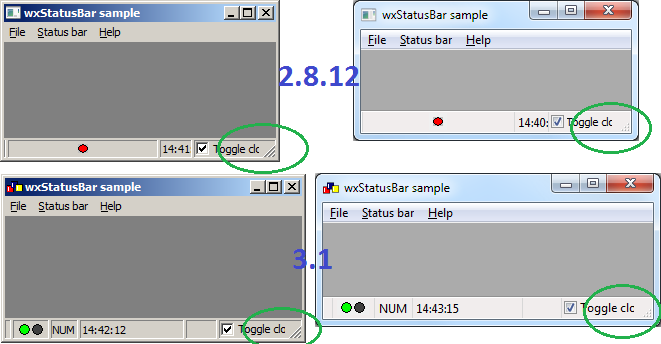 wxStatusBar sample
File Status bar Help
14:41 Toggle clc
wxStatusBar sample
File Status bar Help
14:40: Toggle clc
2.8.12
wxStatusBar sample
File Status bar Help
NUM 14:42:12 Toggle clc
wxStatusBar sample
File Status bar Help
NUM 14:43:15 Toggle clc
3.1